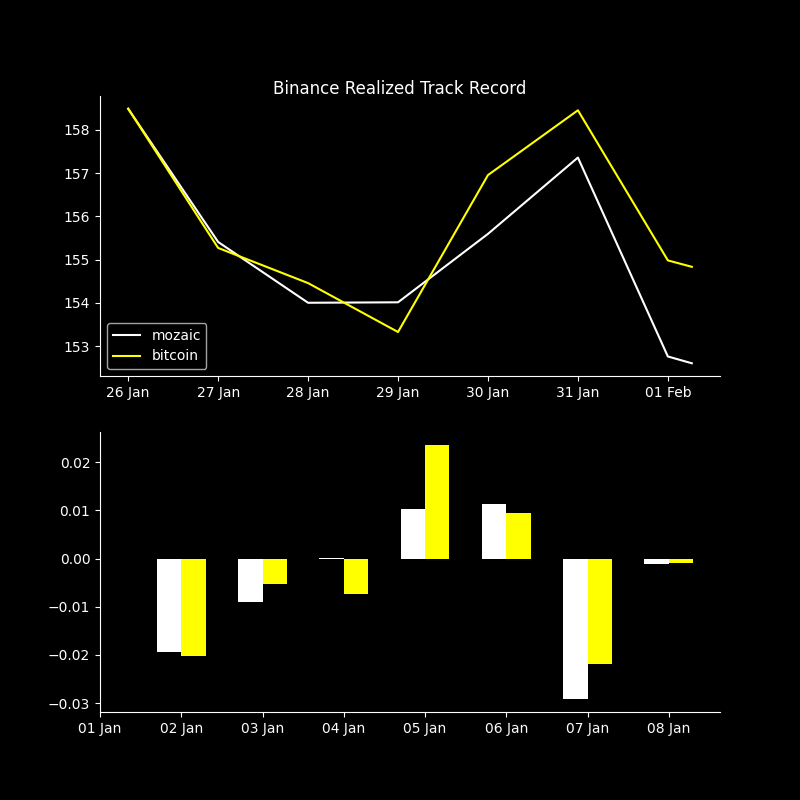 Binance Realized Track Record
158
157
156
155
154
153
mozaic
bitcoin
26 Jan 27 Jan 28 Jan 29 Jan 30 Jan 31 Jan 01 Feb
0.02
0.01
0.00
−0.01
−0.02
−0.03
01 Jan 02 Jan 03 Jan 04 Jan 05 Jan 06 Jan 07 Jan 08 Jan